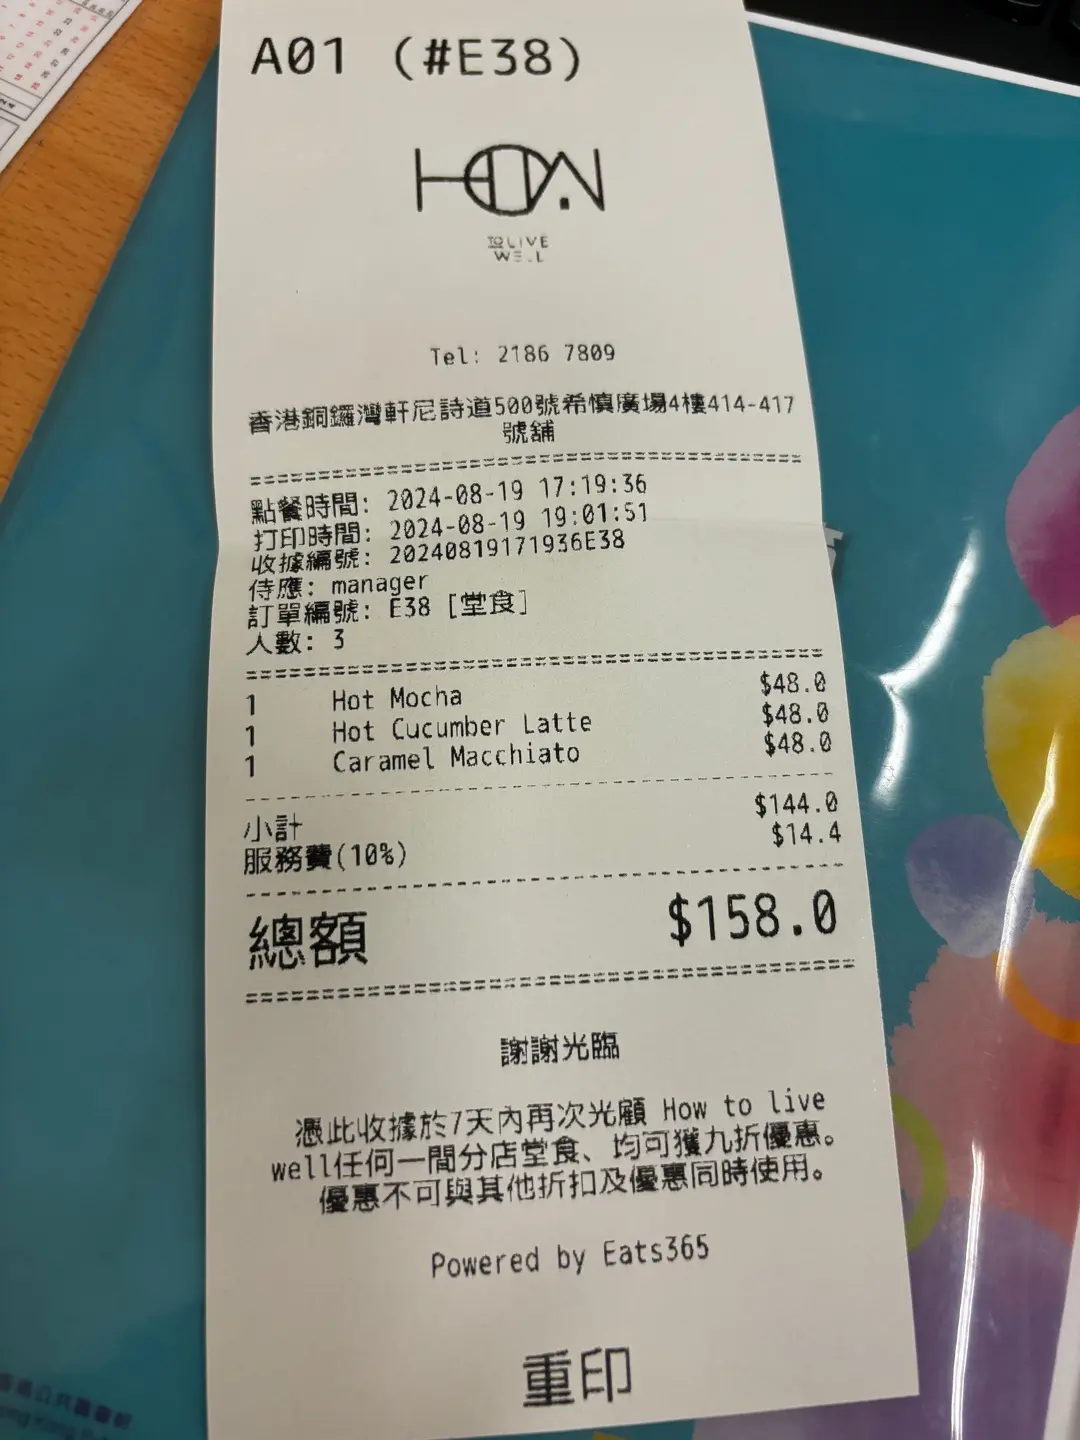 A01 (#E38)
HOW
TO LIVE
WELL
Tel: 2186 7809
香港銅鑼灣軒尼詩道500號希慎廣場4樓414-417
號舖
點餐時間: 2024-08-19 17:19:36
打印時間: 2024-08-19 19:01:51
收據編號: 20240819171936E38
侍應: manager
訂單編號: E38 [堂食]
人數: 3
1 Hot Mocha $48.0
1 Hot Cucumber Latte $48.0
1 Caramel Macchiato $48.0
小計 $144.0
服務費(10%) $14.4
總額 $158.0
謝謝光臨
憑此收據於7天內再次光顧 How to live
well任何一間分店堂食、均可獲九折優惠。
優惠不可與其他折扣及優惠同時使用。
Powered by Eats365
重印